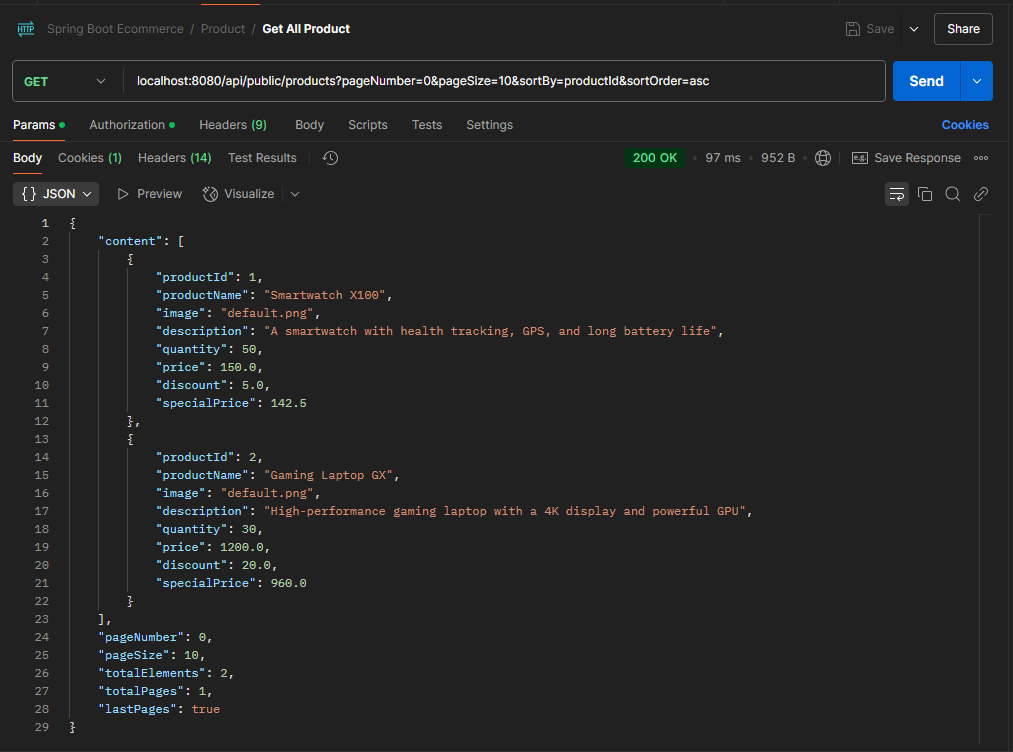 HTTP Spring Boot Ecommerce / Product / Get All Product Save Share
GET localhost:8080/api/public/products?pageNumber=0&pageSize=10&sortBy=productId&sortOrder=asc Send
Params Authorization Headers (9) Body Scripts Tests Settings Cookies
Body Cookies (1) Headers (14) Test Results 200 OK 97 ms 952 B e.g. Save Response
{} JSON Preview Visualize
1 {
2 "content": [
3 {
4 "productId": 1,
5 "productName": "Smartwatch X100",
6 "image": "default.png",
7 "description": "A smartwatch with health tracking, GPS, and long battery life",
8 "quantity": 50,
9 "price": 150.0,
10 "discount": 5.0,
11 "specialPrice": 142.5
12 },
13 {
14 "productId": 2,
15 "productName": "Gaming Laptop GX",
16 "image": "default.png",
17 "description": "High-performance gaming laptop with a 4K display and powerful GPU",
18 "quantity": 30,
19 "price": 1200.0,
20 "discount": 20.0,
21 "specialPrice": 960.0
22 }
23 ],
24 "pageNumber": 0,
25 "pageSize": 10,
26 "totalElements": 2,
27 "totalPages": 1,
28 "lastPages": true
29 }